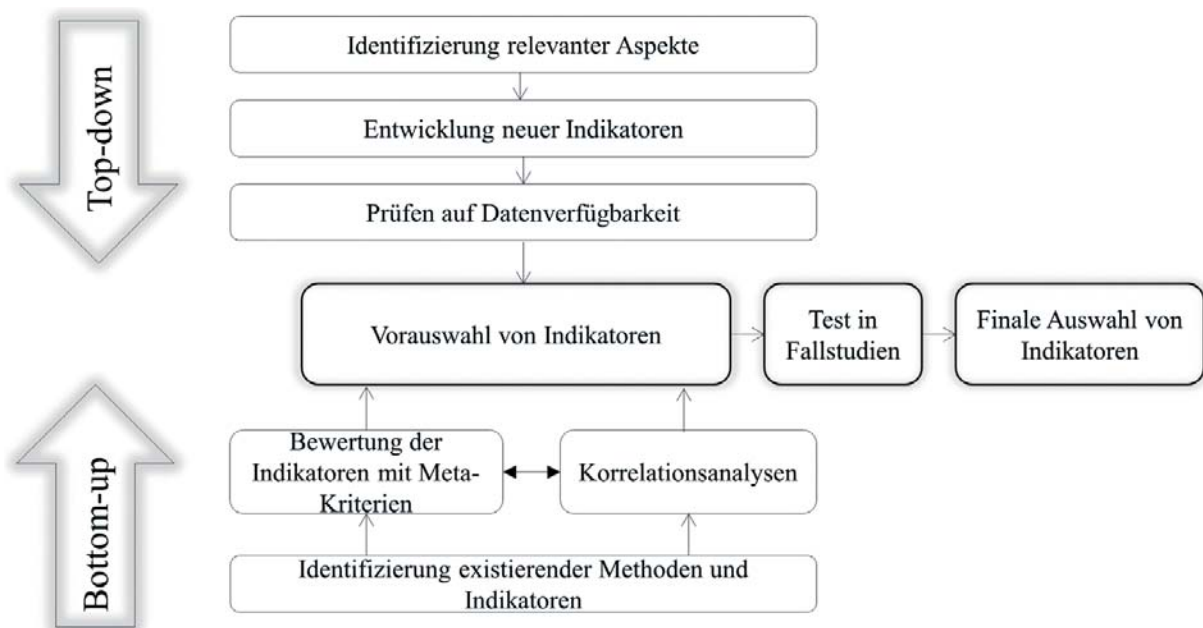 Top-down
Identifizierung relevanter Aspekte
Entwicklung neuer Indikatoren
Prüfen auf Datenverfügbarkeit
Vorauswahl von Indikatoren
Test in
Fallstudien
Finale Auswahl von
Indikatoren
Bottom-up
Bewertung der
Indikatoren mit Meta-
Kriterien
Korrelationsanalysen
Identifizierung existierender Methoden und
Indikatoren